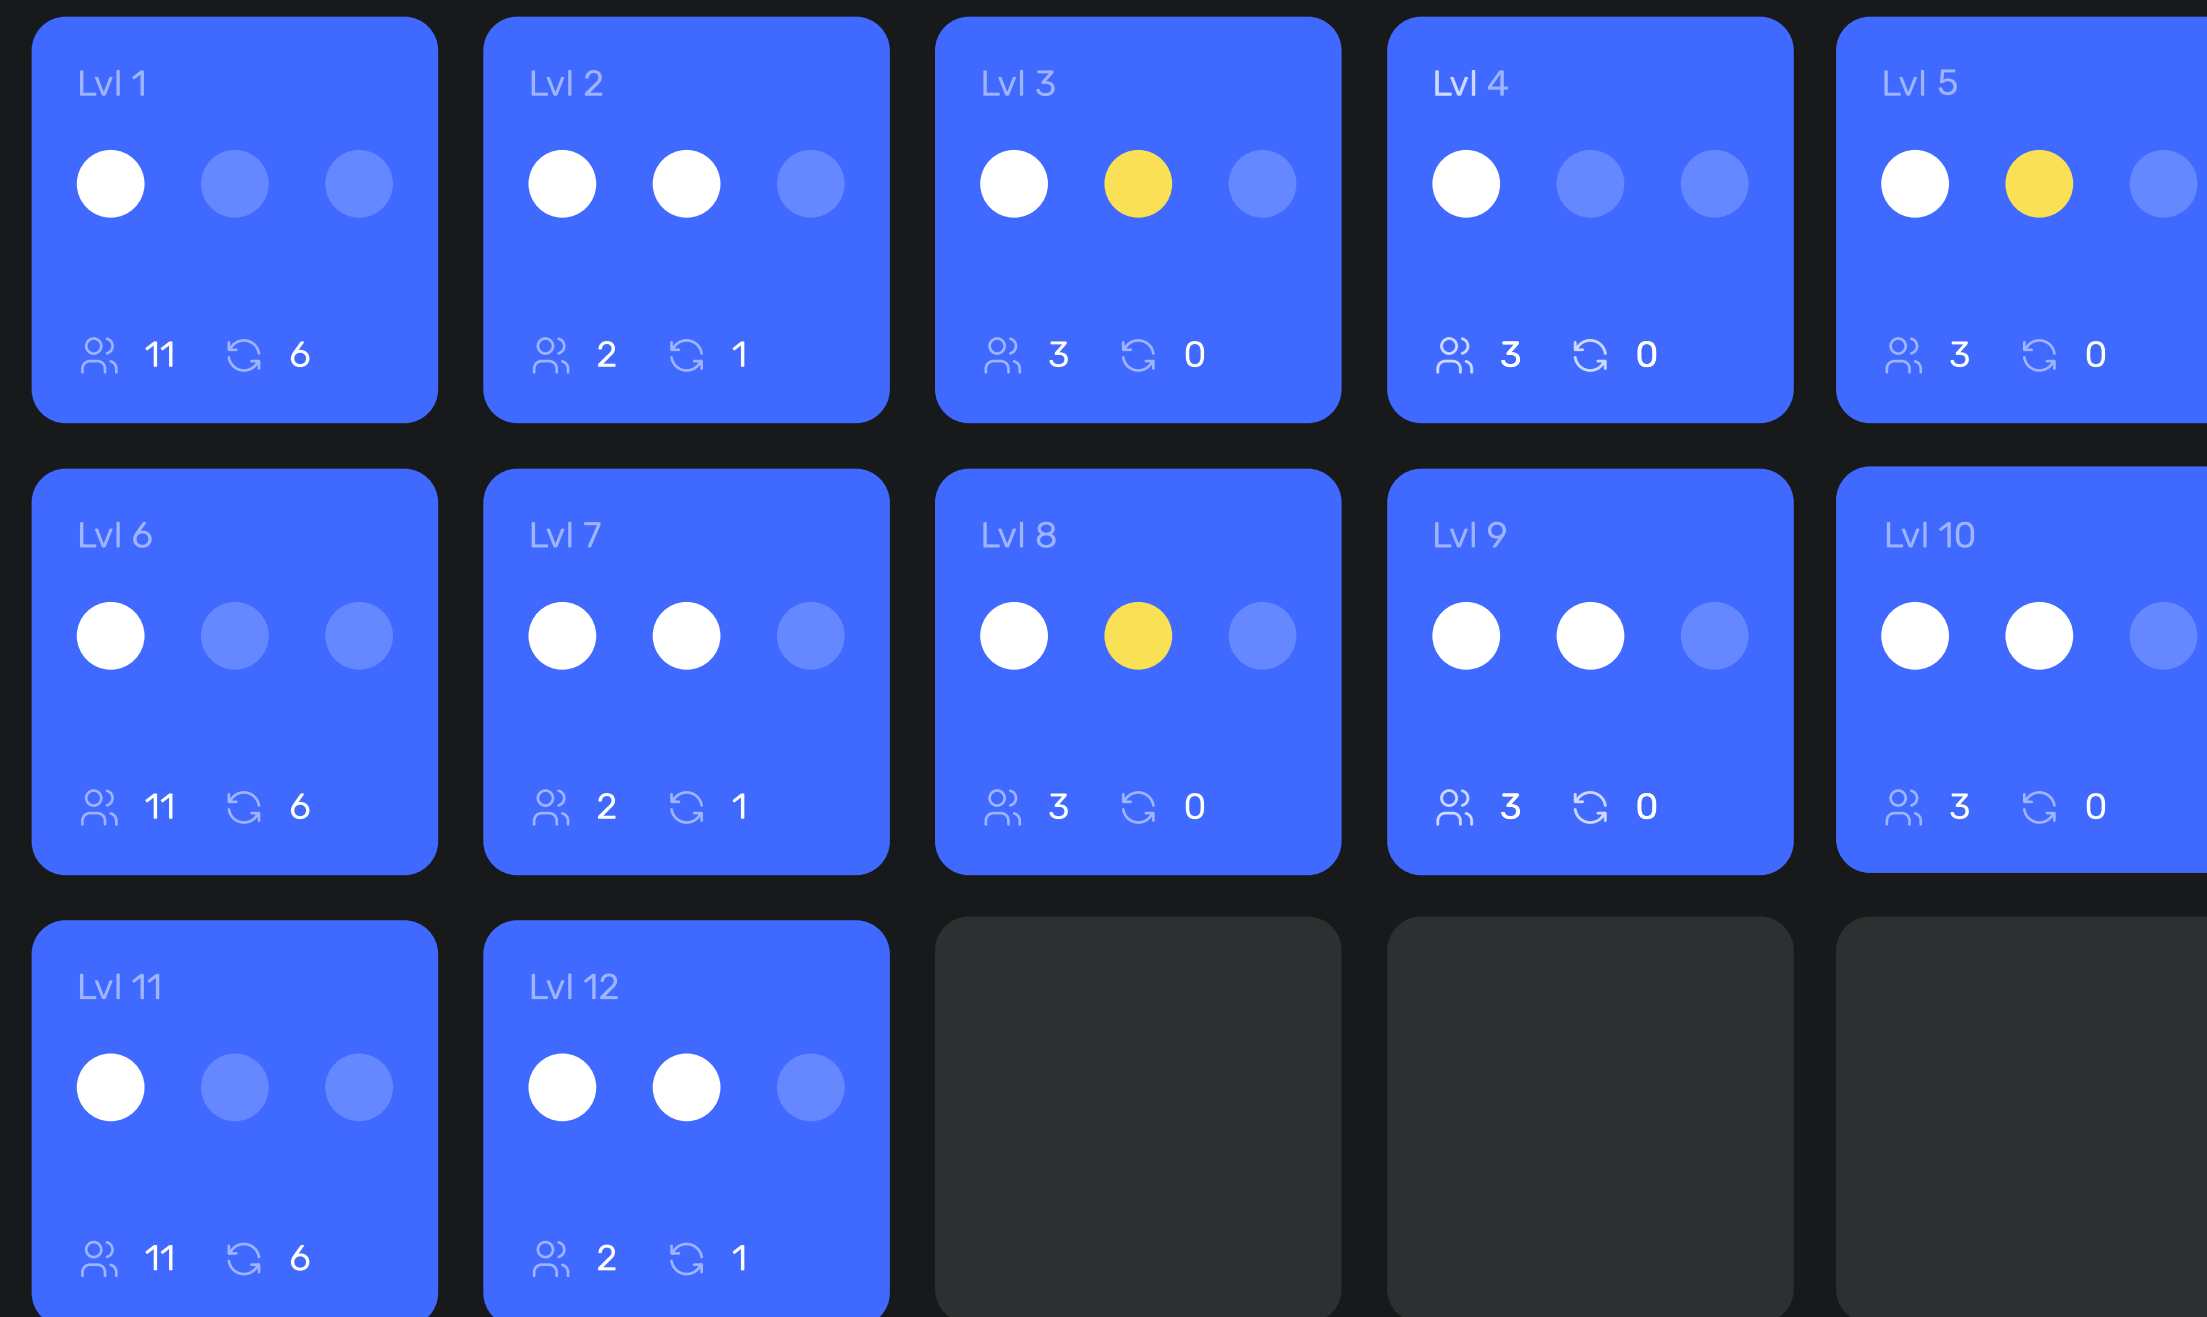 Lvl 1
11 6
Lvl 2
2 1
Lvl 3
3 0
Lvl 4
3 0
Lvl 5
3 0
Lvl 6
11 6
Lvl 7
2 1
Lvl 8
3 0
Lvl 9
3 0
Lvl 10
3 0
Lvl 11
11 6
Lvl 12
2 1